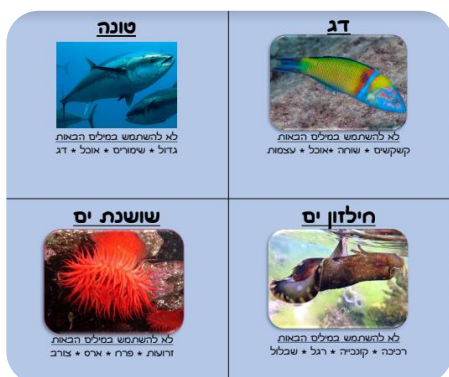 דג
לא להשתמש במילים הבאות
קשקשים * שוחה *אוכל * עצמות
טונה
לא להשתמש במילים הבאות
גדול * שימורים * אוכל * דג
חילזון ים
לא להשתמש במילים הבאות
רכיכה * קונכייה * רגל * שבלול
שושנת ים
לא להשתמש במילים הבאות
זרועות * פרח * ארס * צורב